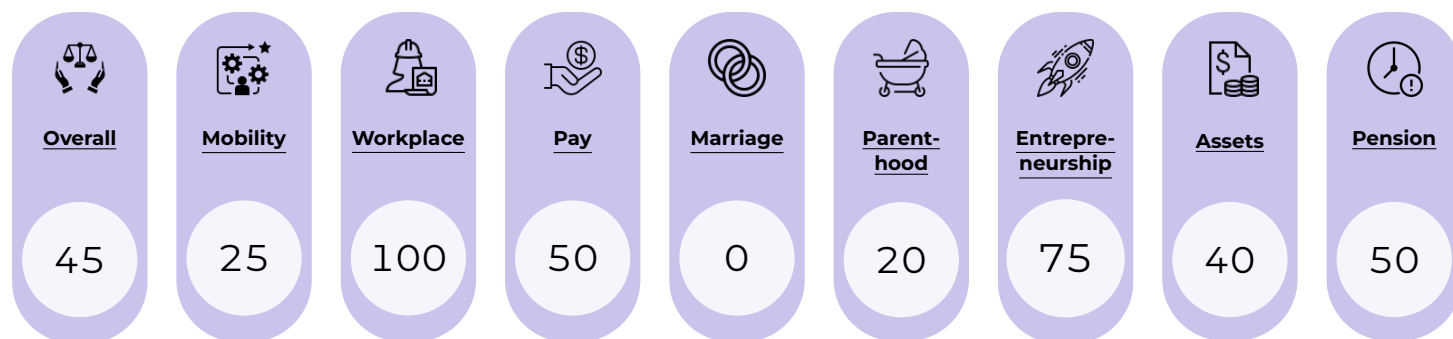 Overall
45
Mobility
25
Workplace
100
Pay
50
Marriage
0
Parent-
hood
20
Entrepre-
neurship
75
Assets
40
Pension
50